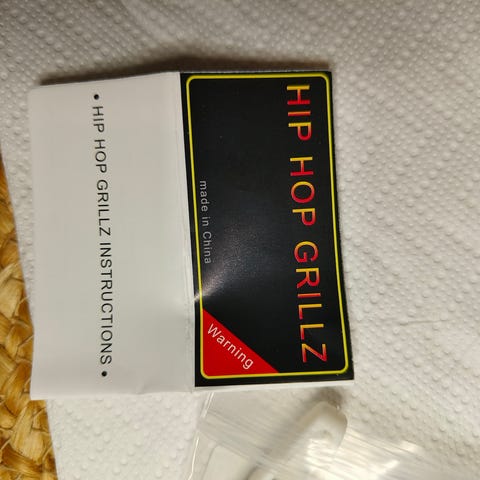 HIP HOP GRILLZ
made in China
Warning
• HIP HOP GRILLZ INSTRUCTIONS •